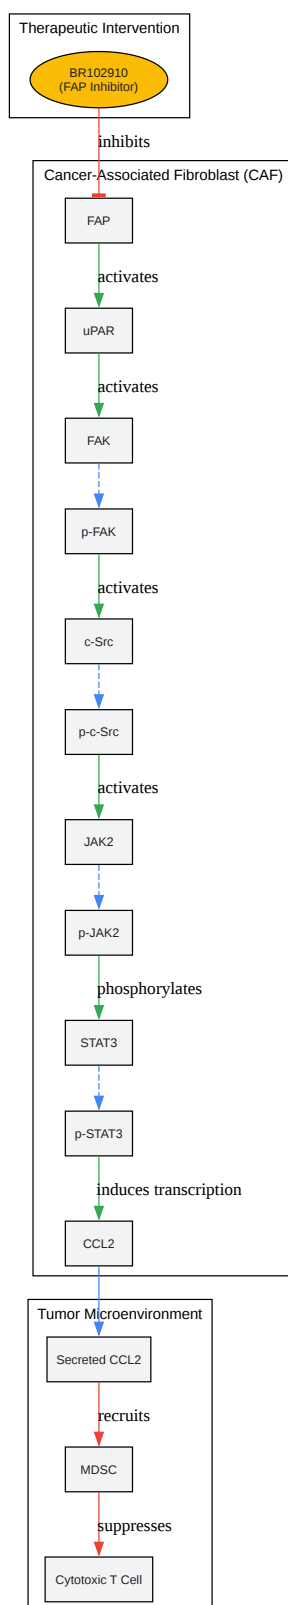 Therapeutic Intervention
BR102910
(FAP Inhibitor)
inhibits
Cancer-Associated Fibroblast (CAF)
FAP
activates
uPAR
activates
FAK
p-FAK
activates
c-Src
p-c-Src
activates
JAK2
p-JAK2
phosphorylates
STAT3
p-STAT3
induces transcription
CCL2
Tumor Microenvironment
Secreted CCL2
recruits
MDSC
suppresses
Cytotoxic T Cell